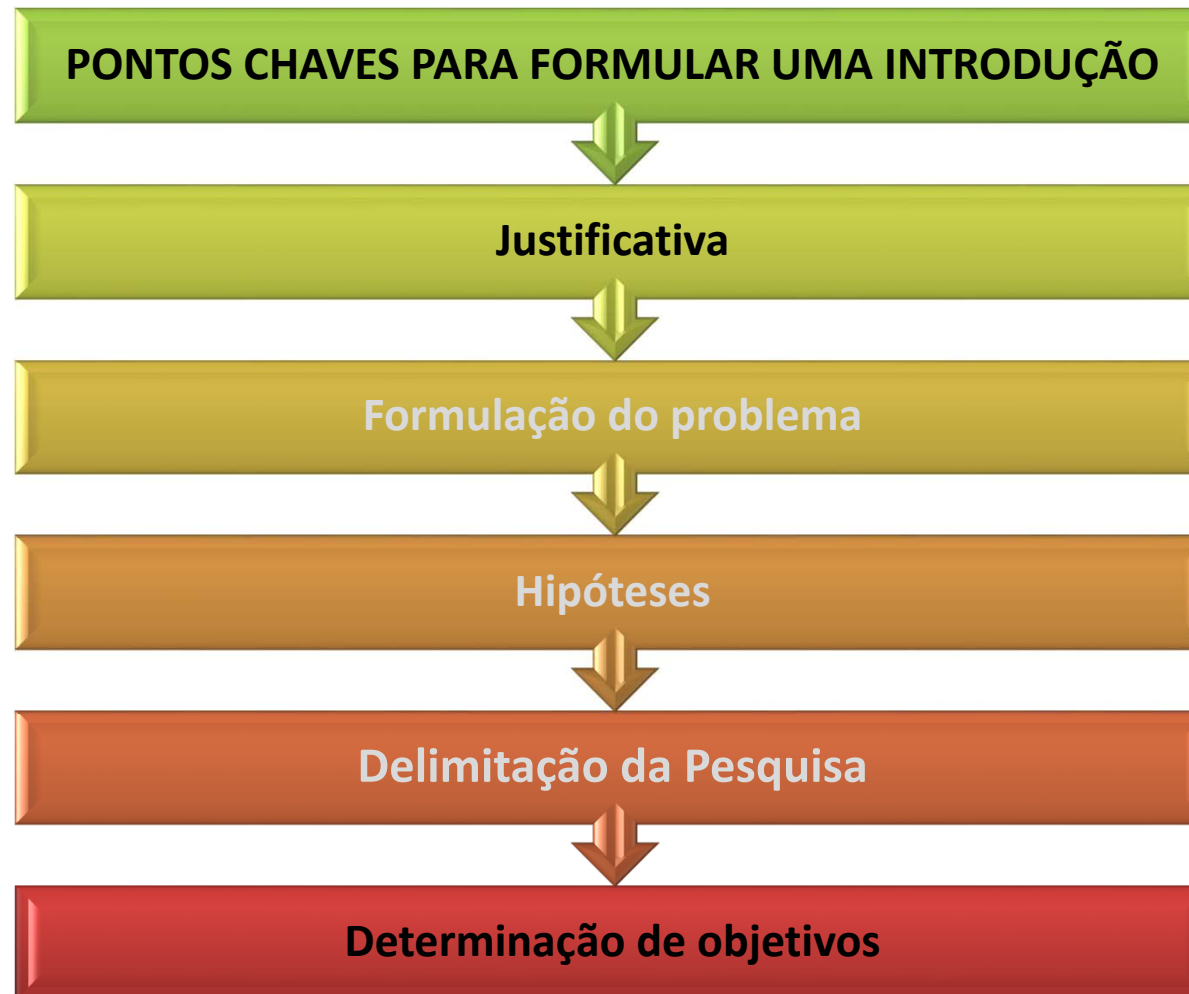 PONTOS CHAVES PARA FORMULAR UMA INTRODUÇÃO
Justificativa
Formulação do problema
Hipóteses
Delimitação da Pesquisa
Determinação de objetivos